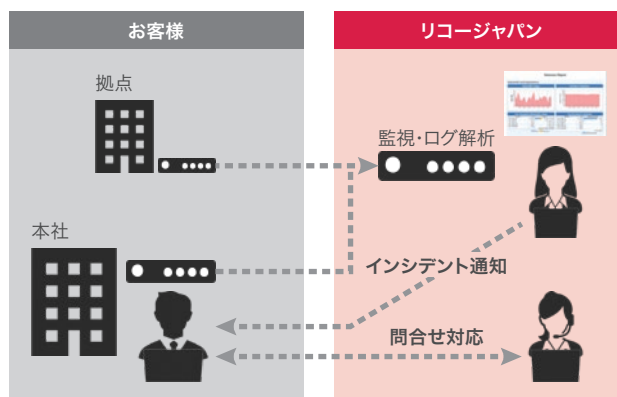 お客様
リコージャパン
拠点
監視・ログ解析
本社
インシデント通知
問合せ対応